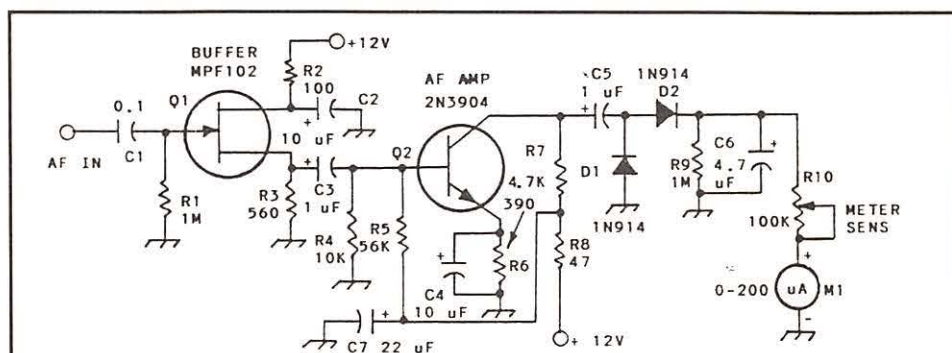 BUFFER
MPF102
+12V
R2
100
C2
+
10 uF
Q1
0.1
C1
AF IN
R1
1M
R3
560
+
C3
1 uF
R4
10K
R5
56K
Q2
AF AMP
2N3904
+
C4
10 uF
R6
4.7K
390
R7
R8
47
+ 12V
C7 22 uF
+
C5
1 uF
+
1N914
D2
D1
1N914
R9
1M
C6
4.7
uF
+
R10
100K
METER
SENS
+
0-200
uA
M1
-